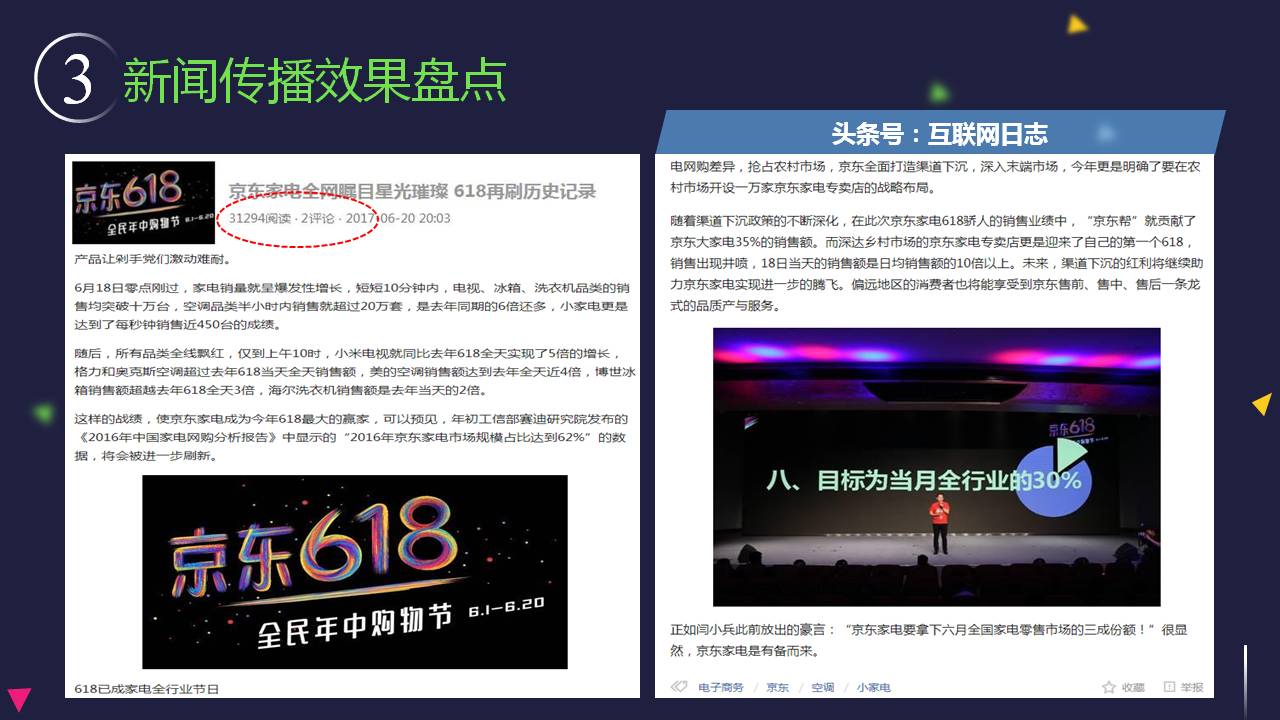 3
新闻传播效果盘点
头条号：互联网日志
京东618
全民年中购物节 6.1-6.20
京东家电全网瞩目星光璀璨 618再刷历史记录
31294阅读 · 2评论 · 2017-06-20 20:03
产品让剁手党们激动难耐。
6月18日零点刚过，家电销量就呈爆发性增长，短短10分钟内，电视、冰箱、洗衣机品类的销
售均突破十万台，空调品类半小时内销售就超过20万套，是去年同期的6倍还多，小家电更是
达到了每秒钟销售近450台的成绩。
随后，所有品类全线飘红，仅到上午10时，小米电视就同比去年618全天实现了5倍的增长，
格力和奥克斯空调超过去年618当天全天销售额，美的空调销售额达到去年全天近4倍，博世冰
箱销售额超越去年618全天3倍，海尔洗衣机销售额是去年当天的2倍。
这样的战绩，使京东家电成为今年618最大的赢家，可以预见，年初工信部赛迪研究院发布的
《2016年中国家电网购分析报告》中显示的“2016年京东家电市场规模占比达到62%”的数
据，将会被进一步刷新。
京东618
全民年中购物节 6.1-6.20
618已成家电全行业节日
电网购差异，抢占农村市场，京东全面打造渠道下沉，深入末端市场，今年更是明确了要在农
村市场开设一万家京东家电专卖店的战略布局。
随着渠道下沉政策的不断深化，在此次京东家电618骄人的销售业绩中，“京东帮”就贡献了
京东大家电35%的销售额。而深达乡村市场的京东家电专卖店更是迎来了自己的第一个618，
销售出现井喷，18日当天的销售额是日均销售额的10倍以上。未来，渠道下沉的红利将继续助
力京东家电实现进一步的腾飞。偏远地区的消费者也将能享受到京东售前、售中、售后一条龙
式的品质产与服务。
京东618
八、目标为当月全行业的30%
正如闫小兵此前放出的豪言：“京东家电要拿下六月全国家电零售市场的三成份额！”很显
然，京东家电是有备而来。
电子商务 / 京东 / 空调 / 小家电
收藏 举报